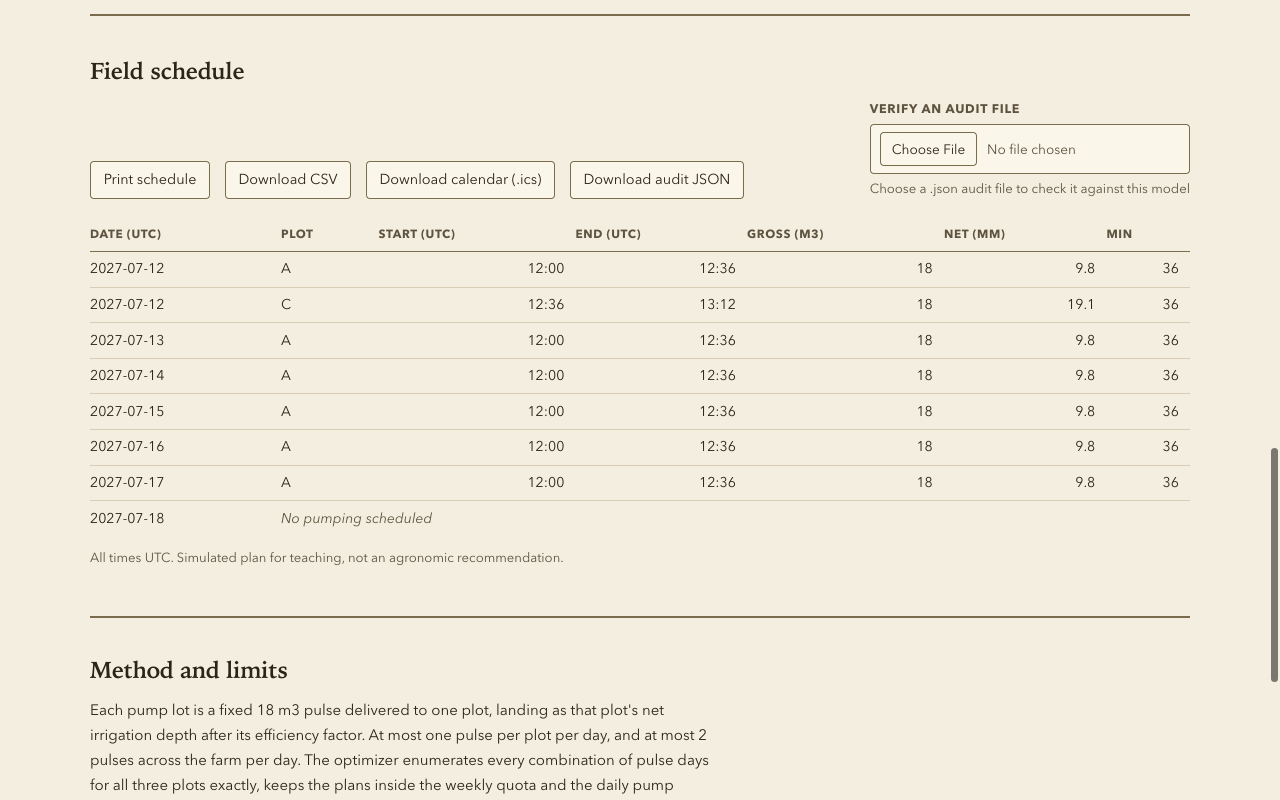 Field schedule
VERIFY AN AUDIT FILE
Choose File No file chosen
Print schedule Download CSV Download calendar (.ics) Download audit JSON
Choose a .json audit file to check it against this model
DATE (UTC) PLOT START (UTC) END (UTC) GROSS (M3) NET (MM) MIN
2027-07-12 A 12:00 12:36 18 9.8 36
2027-07-12 C 12:36 13:12 18 19.1 36
2027-07-13 A 12:00 12:36 18 9.8 36
2027-07-14 A 12:00 12:36 18 9.8 36
2027-07-15 A 12:00 12:36 18 9.8 36
2027-07-16 A 12:00 12:36 18 9.8 36
2027-07-17 A 12:00 12:36 18 9.8 36
2027-07-18 No pumping scheduled
All times UTC. Simulated plan for teaching, not an agronomic recommendation.
Method and limits
Each pump lot is a fixed 18 m3 pulse delivered to one plot, landing as that plot's net
irrigation depth after its efficiency factor. At most one pulse per plot per day, and at most 2
pulses across the farm per day. The optimizer enumerates every combination of pulse days
for all three plots exactly, keeps the plans inside the weekly quota and the daily pump